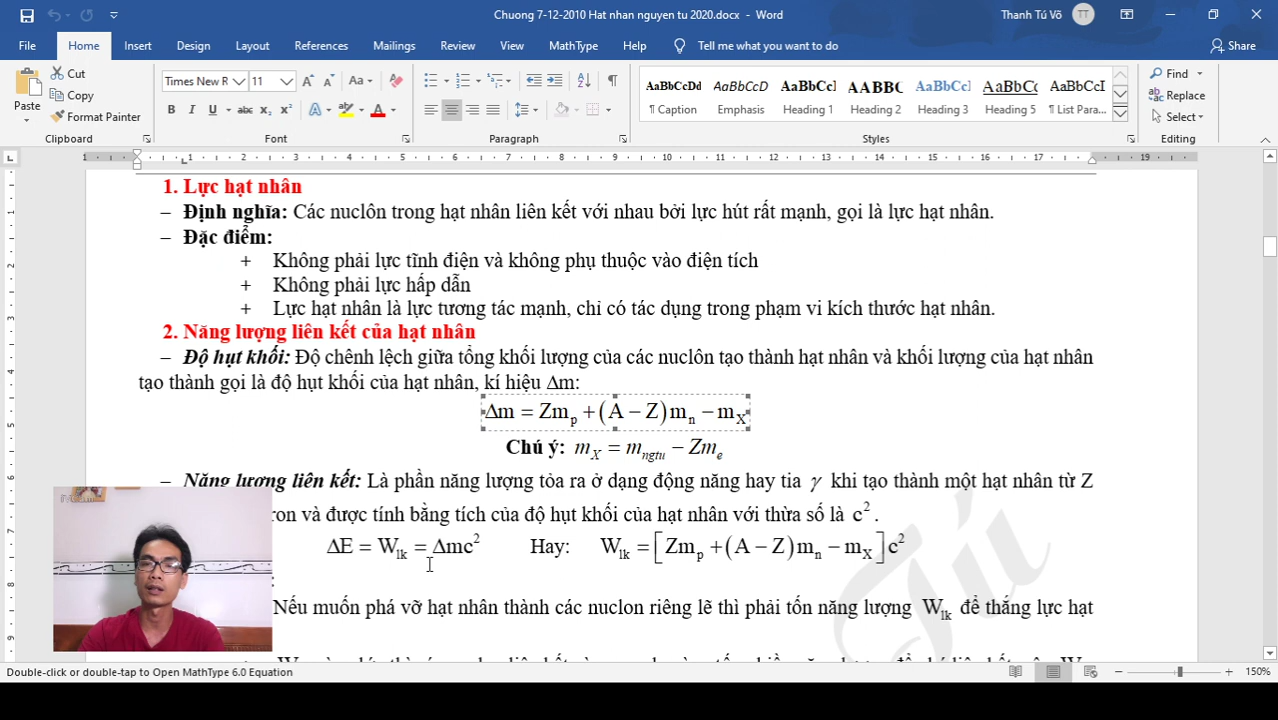 Chuong 7-12-2010 Hat nhan nguyen tu 2020.docx - Word
Thanh Tú Võ TT
File Home Insert Design Layout References Mailings Review View MathType Help Tell me what you want to do Share
Paste Cut Copy Format Painter
Times New R 11
AaBbCcDd AaBbCcD AaBbCcI AABBC AaBbCcI AaBbCc AaBbCcI
¶ Caption Emphasis Heading 1 Heading 2 Heading 3 Heading 5 ¶ List Para...
Find Replace Select
Clipboard Font Paragraph Styles Editing
1. Lực hạt nhân
– Định nghĩa: Các nuclôn trong hạt nhân liên kết với nhau bởi lực hút rất mạnh, gọi là lực hạt nhân.
– Đặc điểm:
+ Không phải lực tĩnh điện và không phụ thuộc vào điện tích
+ Không phải lực hấp dẫn
+ Lực hạt nhân là lực tương tác mạnh, chỉ có tác dụng trong phạm vi kích thước hạt nhân.
2. Năng lượng liên kết của hạt nhân
– Độ hụt khối: Độ chênh lệch giữa tổng khối lượng của các nuclôn tạo thành hạt nhân và khối lượng của hạt nhân
tạo thành gọi là độ hụt khối của hạt nhân, kí hiệu Δm:
Δm = Zmp + (A − Z)mn − mX
Chú ý: mX = mngtu − Zme
– Năng lượng liên kết: Là phần năng lượng tỏa ra ở dạng động năng hay tia γ khi tạo thành một hạt nhân từ Z
ron và được tính bằng tích của độ hụt khối của hạt nhân với thừa số là c².
ΔE = Wlk = Δmc² Hay: Wlk = [Zmp + (A − Z)mn − mX]c²
:
Nếu muốn phá vỡ hạt nhân thành các nuclon riêng lẽ thì phải tốn năng lượng Wlk để thắng lực hạt
Tú
Double-click or double-tap to Open MathType 6.0 Equation
150%